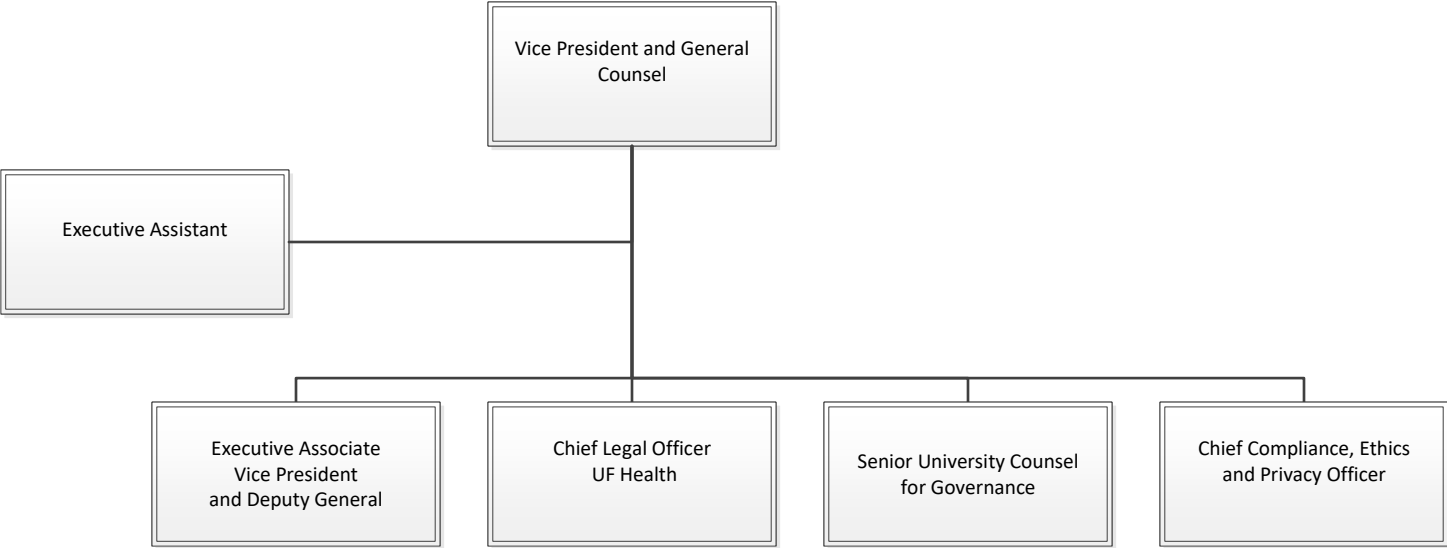 Vice President and General
Counsel
Executive Assistant
Executive Associate
Vice President
and Deputy General
Chief Legal Officer
UF Health
Senior University Counsel
for Governance
Chief Compliance, Ethics
and Privacy Officer